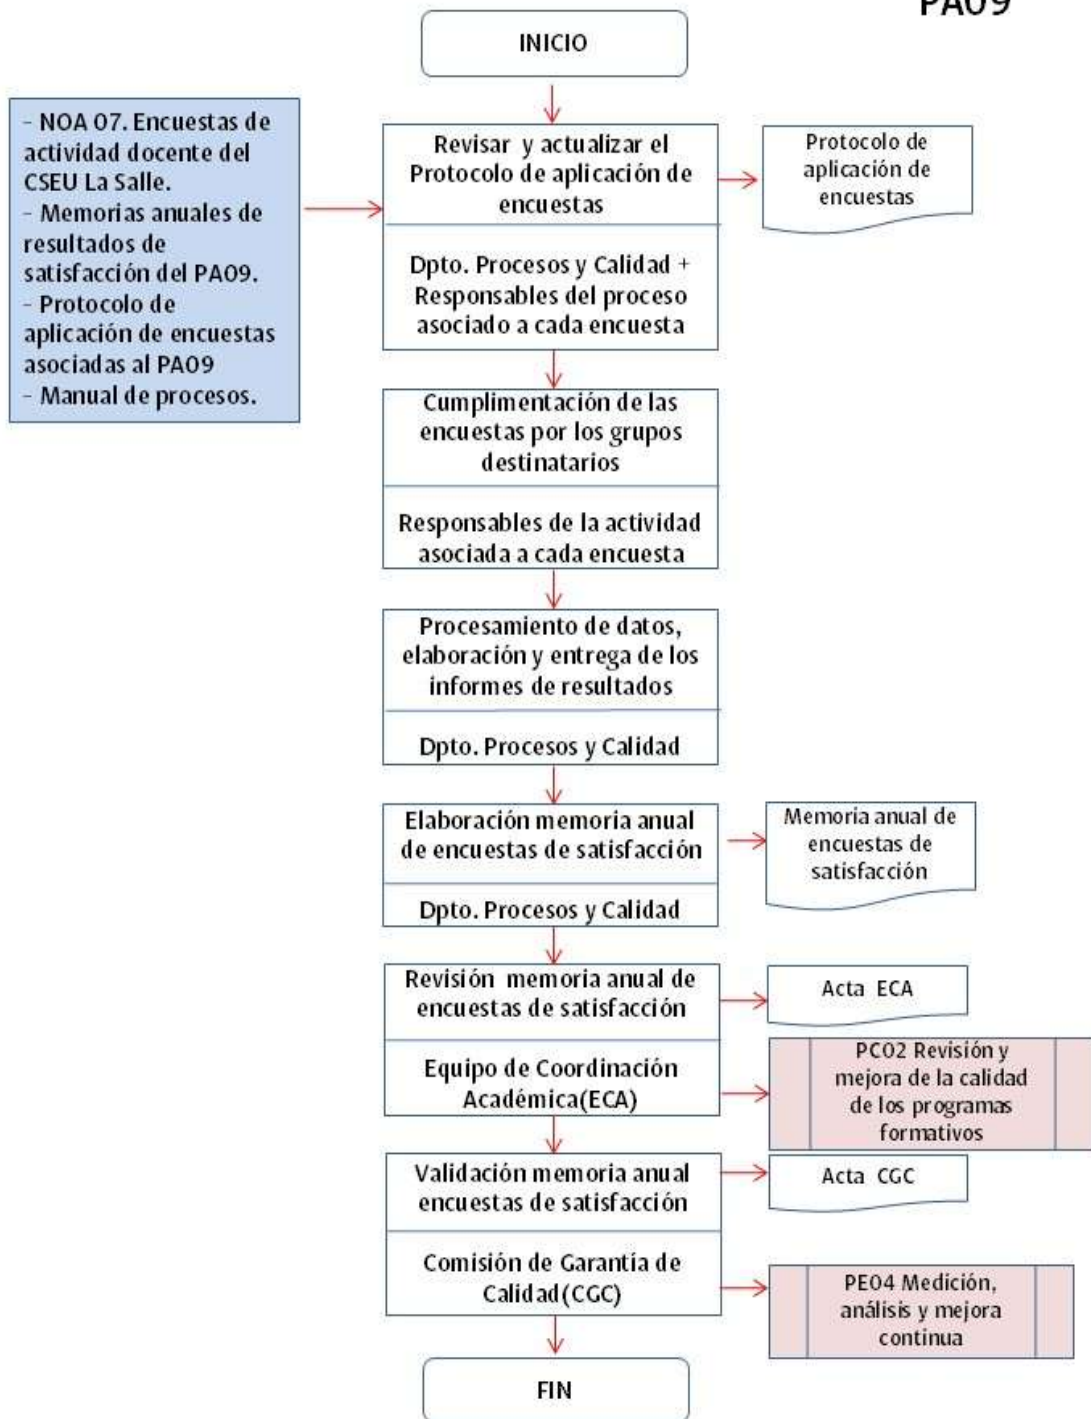 PA09
INICIO
- NOA 07. Encuestas de
actividad docente del
CSEU La Salle.
- Memorias anuales de
resultados de
satisfacción del PA09.
- Protocolo de
aplicación de encuestas
asociadas al PA09
- Manual de procesos.
Revisar y actualizar el
Protocolo de aplicación de
encuestas
Dpto. Procesos y Calidad +
Responsables del proceso
asociado a cada encuesta
Protocolo de
aplicación de
encuestas
Cumplimentación de las
encuestas por los grupos
destinatarios
Responsables de la actividad
asociada a cada encuesta
Procesamiento de datos,
elaboración y entrega de los
informes de resultados
Dpto. Procesos y Calidad
Elaboración memoria anual
de encuestas de satisfacción
Dpto. Procesos y Calidad
Memoria anual de
encuestas de
satisfacción
Revisión memoria anual de
encuestas de satisfacción
Equipo de Coordinación
Académica(ECA)
Acta ECA
PC02 Revisión y
mejora de la calidad
de los programas
formativos
Validación memoria anual
encuestas de satisfacción
Comisión de Garantía de
Calidad(CGC)
Acta CGC
PE04 Medición,
análisis y mejora
continua
FIN